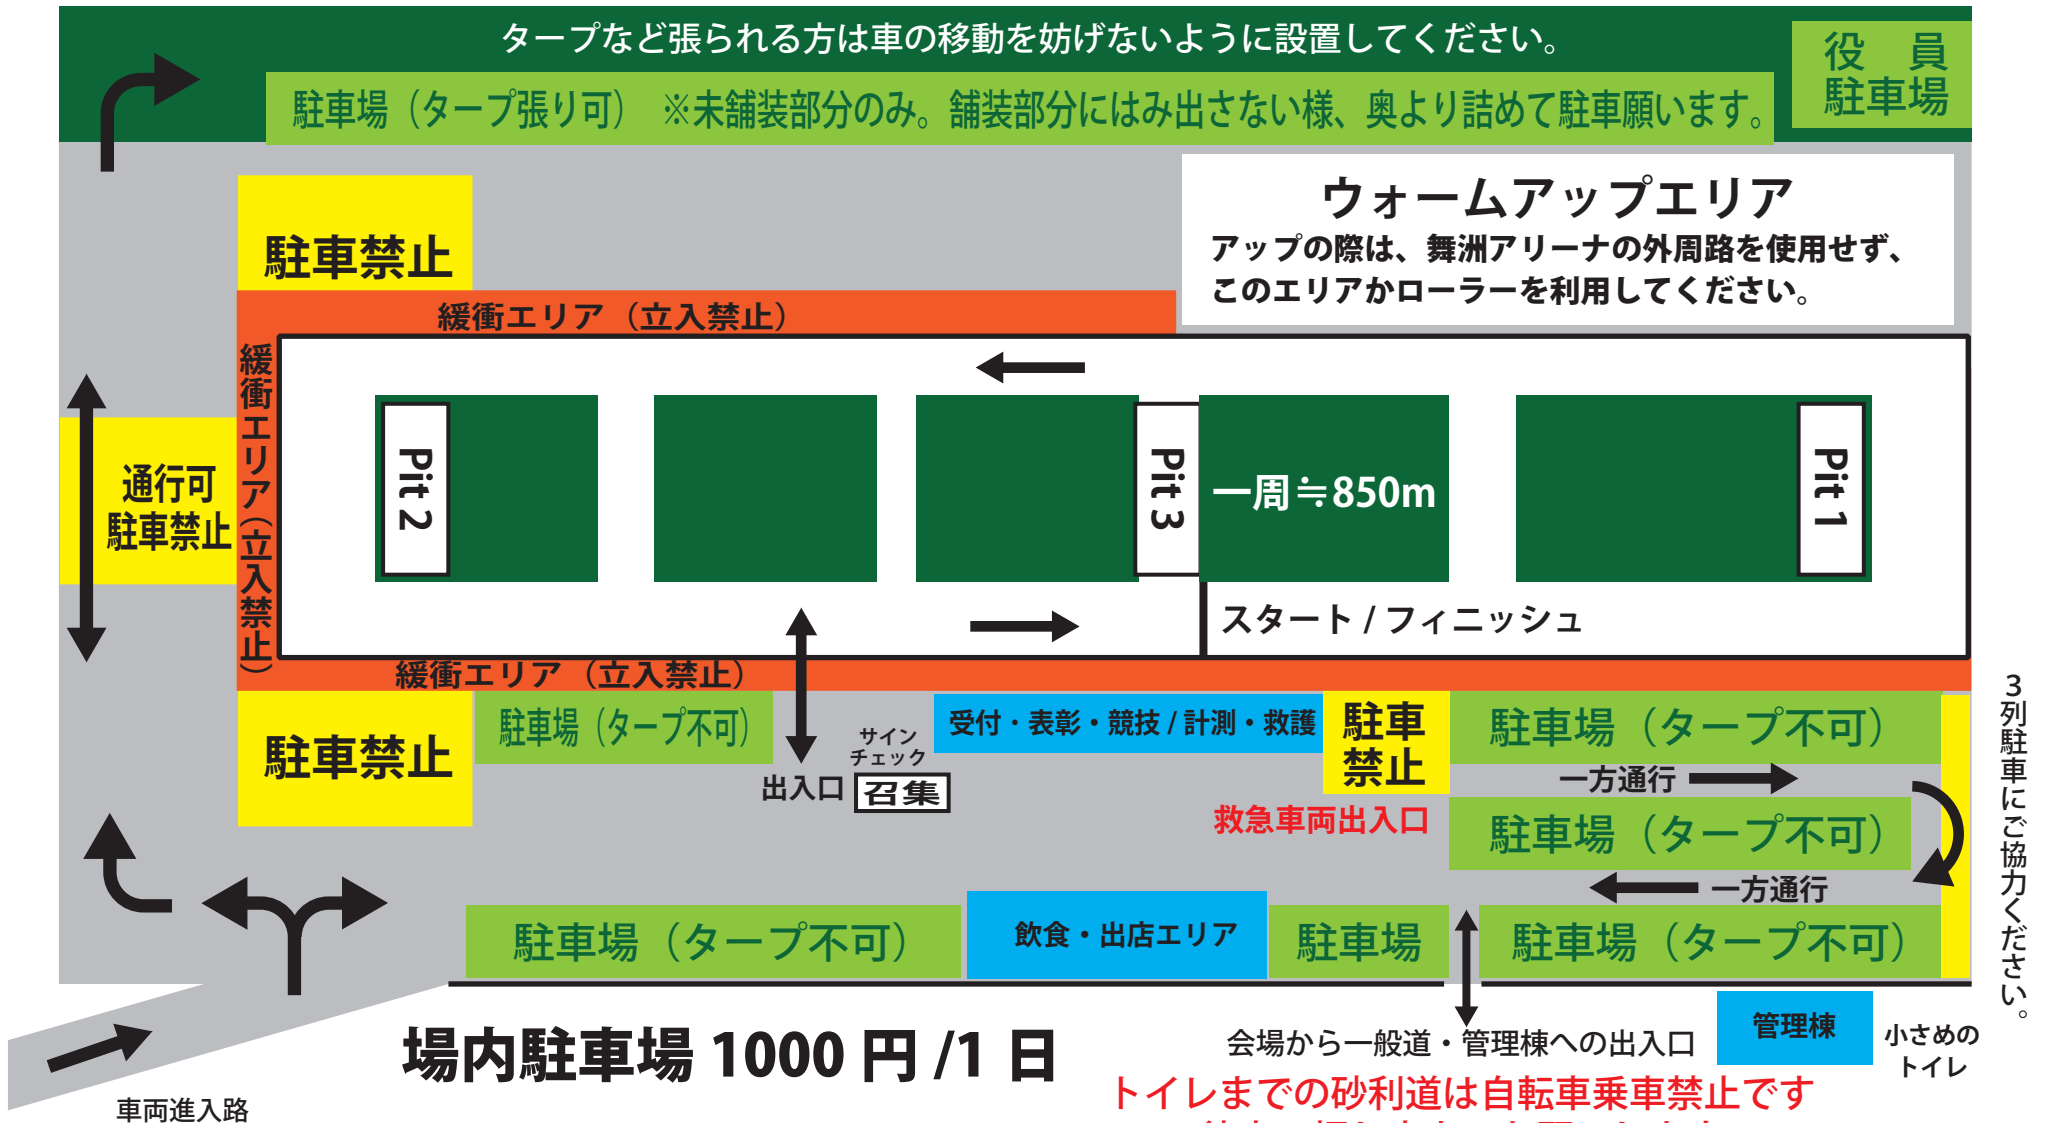 タープなど張られる方は車の移動を妨げないように設置してください。
役　員
駐車場
駐車場（タープ張り可）　※未舗装部分のみ。舗装部分にはみ出さない様、奥より詰めて駐車願います。
ウォームアップエリア
アップの際は、舞洲アリーナの外周路を使用せず、
このエリアかローラーを利用してください。
駐車禁止
緩衝エリア（立入禁止）
緩衝エリア（立入禁止）
通行可
駐車禁止
Pit 2
Pit 3
一周≒850m
Pit 1
スタート / フィニッシュ
緩衝エリア（立入禁止）
駐車禁止
駐車場（タープ不可）
出入口
サイン
チェック
召集
受付・表彰・競技 / 計測・救護
駐車
禁止
救急車両出入口
駐車場（タープ不可）
一方通行
駐車場（タープ不可）
一方通行
駐車場（タープ不可）
飲食・出店エリア
駐車場
駐車場（タープ不可）
3列駐車にご協力ください。
場内駐車場 1000 円 /1 日
会場から一般道・管理棟への出入口
管理棟
小さめの
トイレ
トイレまでの砂利道は自転車乗車禁止です
車両進入路